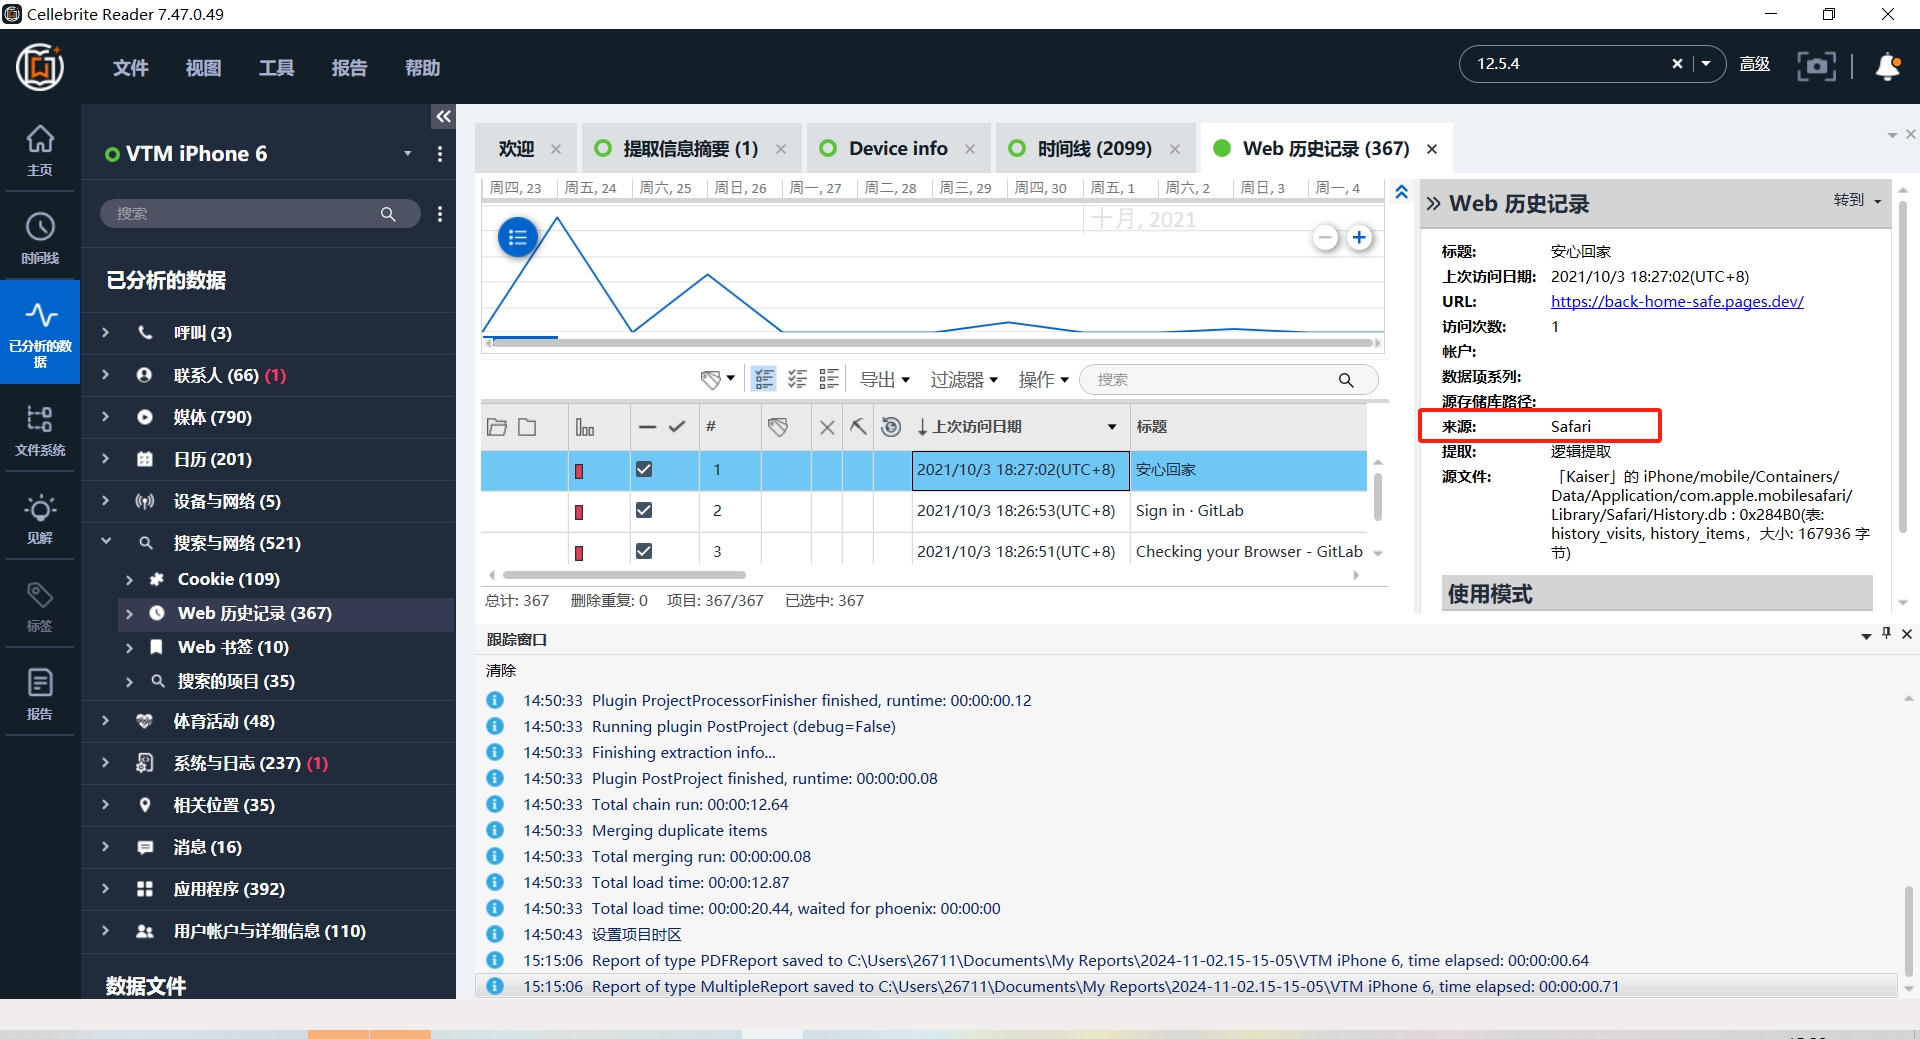 Cellebrite Reader 7.47.0.49
文件 视图 工具 报告 帮助
12.5.4
高级
主页
时间线
已分析的数据
文件系统
见解
标签
报告
VTM iPhone 6
搜索
已分析的数据
呼叫 (3)
联系人 (66) (1)
媒体 (790)
日历 (201)
设备与网络 (5)
搜索与网络 (521)
Cookie (109)
Web 历史记录 (367)
Web 书签 (10)
搜索的项目 (35)
体育活动 (48)
系统与日志 (237) (1)
相关位置 (35)
消息 (16)
应用程序 (392)
用户帐户与详细信息 (110)
数据文件
欢迎 提取信息摘要 (1) Device info 时间线 (2099) Web 历史记录 (367)
周四, 23 周五, 24 周六, 25 周日, 26 周一, 27 周二, 28 周三, 29 周四, 30 周五, 1 周六, 2 周日, 3 周一, 4
十月, 2021
导出 过滤器 操作 搜索
# 上次访问日期 标题
1 2021/10/3 18:27:02(UTC+8) 安心回家
2 2021/10/3 18:26:53(UTC+8) Sign in · GitLab
3 2021/10/3 18:26:51(UTC+8) Checking your Browser - GitLab
总计: 367 删除重复: 0 项目: 367/367 已选中: 367
Web 历史记录 转到
标题: 安心回家
上次访问日期: 2021/10/3 18:27:02(UTC+8)
URL: https://back-home-safe.pages.dev/
访问次数: 1
帐户:
数据项系列:
源存储库路径:
来源: Safari
提取: 逻辑提取
源文件: 「Kaiser」的 iPhone/mobile/Containers/
Data/Application/com.apple.mobilesafari/
Library/Safari/History.db : 0x284B0(表:
history_visits, history_items，大小: 167936 字
节)
使用模式
跟踪窗口
清除
14:50:33 Plugin ProjectProcessorFinisher finished, runtime: 00:00:00.12
14:50:33 Running plugin PostProject (debug=False)
14:50:33 Finishing extraction info...
14:50:33 Plugin PostProject finished, runtime: 00:00:00.08
14:50:33 Total chain run: 00:00:12.64
14:50:33 Merging duplicate items
14:50:33 Total merging run: 00:00:00.08
14:50:33 Total load time: 00:00:12.87
14:50:33 Total load time: 00:00:20.44, waited for phoenix: 00:00:00
14:50:43 设置项目时区
15:15:06 Report of type PDFReport saved to C:\Users\26711\Documents\My Reports\2024-11-02.15-15-05\VTM iPhone 6, time elapsed: 00:00:00.64
15:15:06 Report of type MultipleReport saved to C:\Users\26711\Documents\My Reports\2024-11-02.15-15-05\VTM iPhone 6, time elapsed: 00:00:00.71